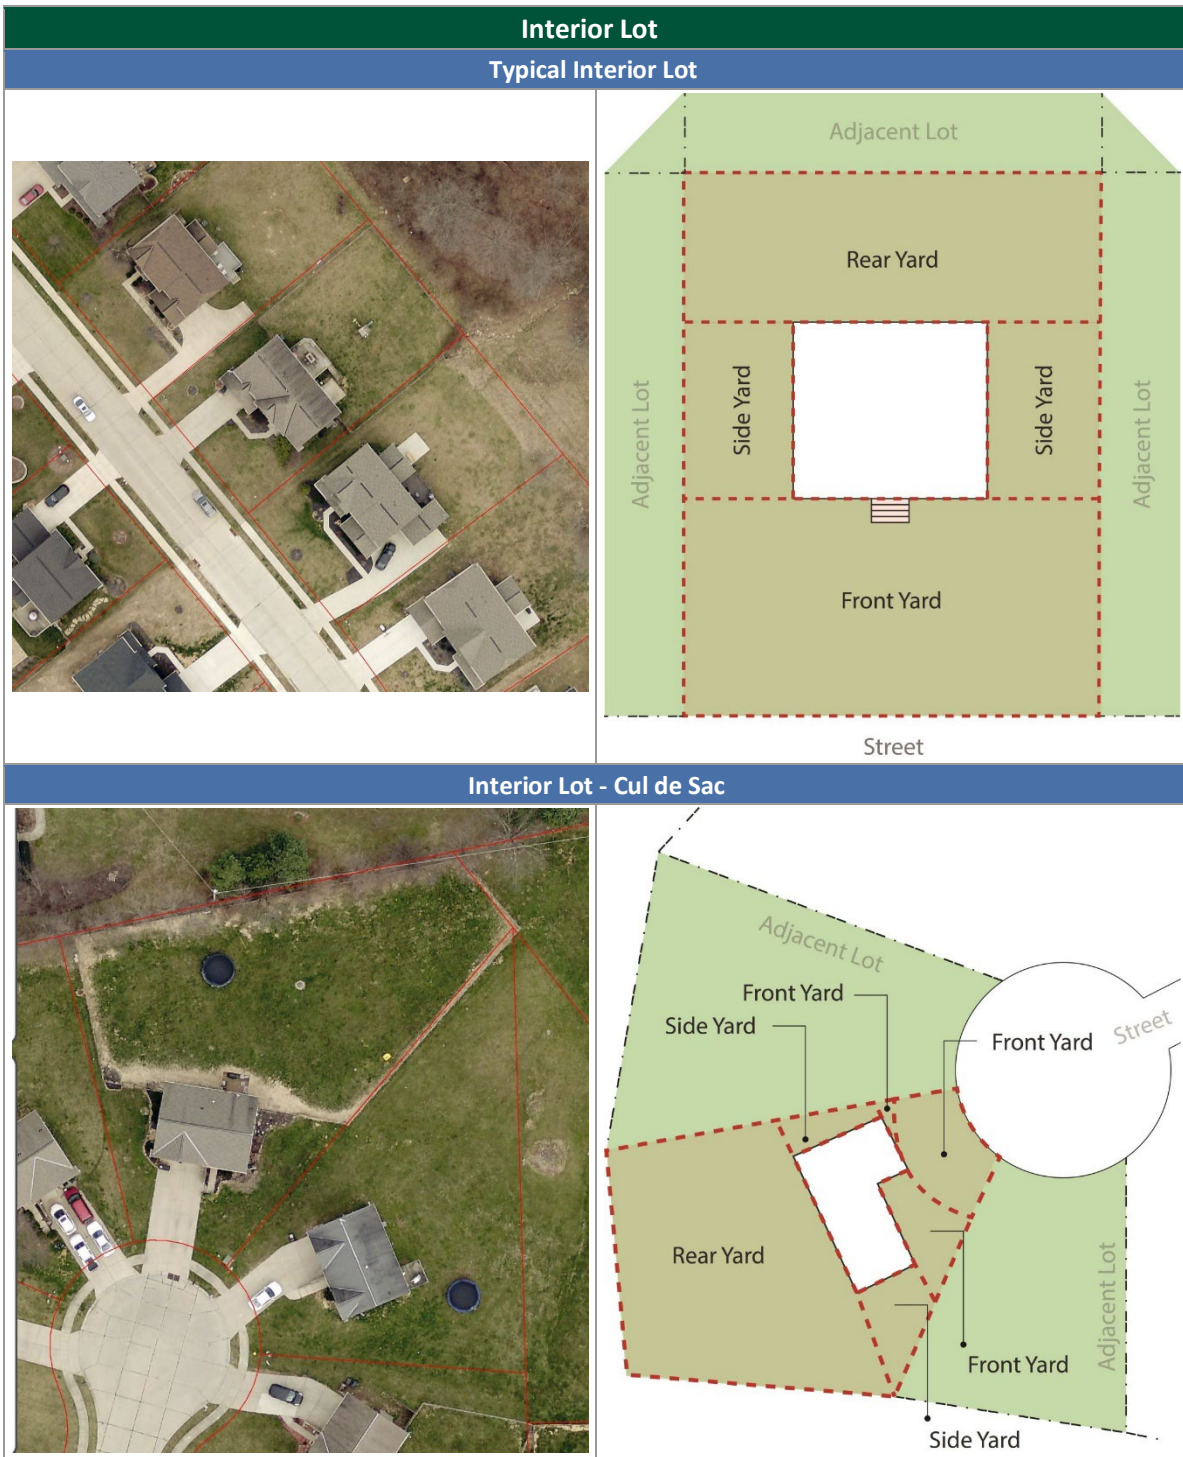 Interior Lot
Typical Interior Lot
Adjacent Lot
Rear Yard
Adjacent Lot
Side Yard
Side Yard
Adjacent Lot
Front Yard
Street
Interior Lot - Cul de Sac
Adjacent Lot
Front Yard
Side Yard
Front Yard
Street
Rear Yard
Adjacent Lot
Front Yard
Side Yard